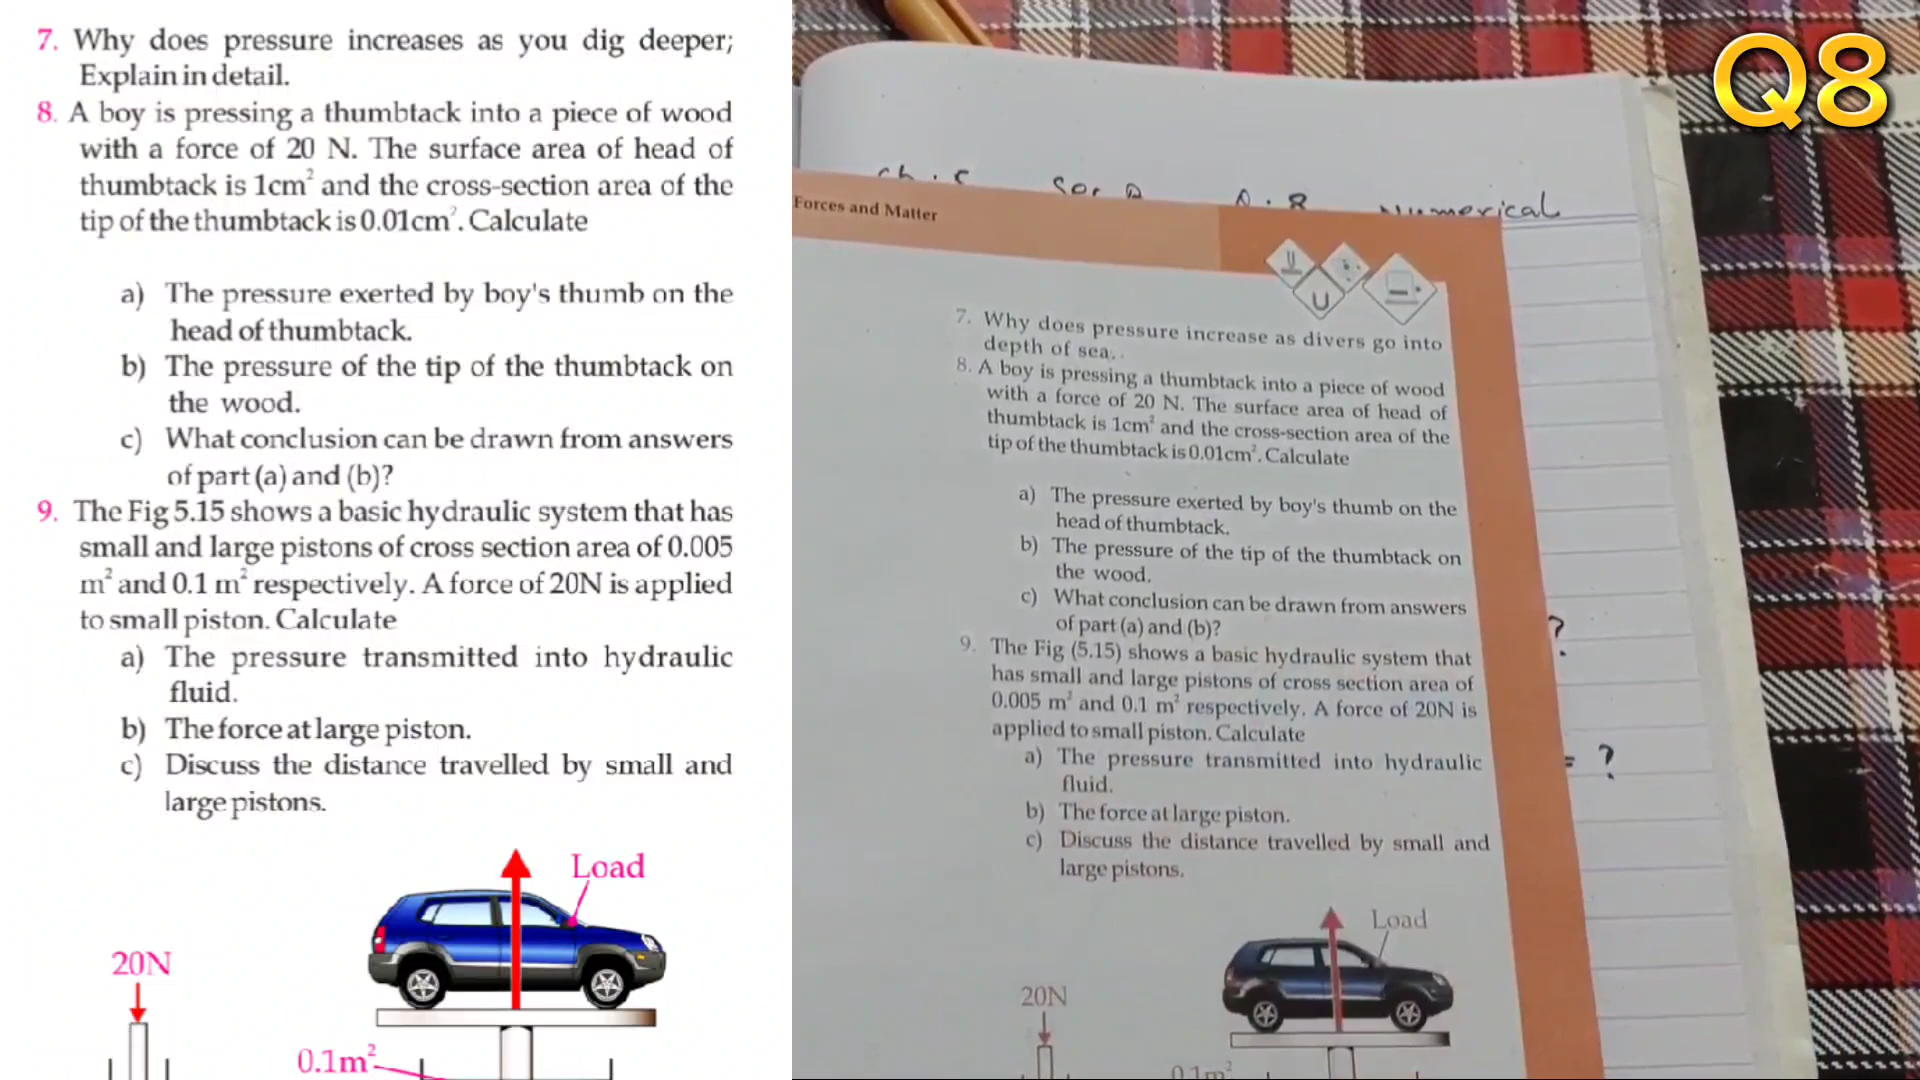 7. Why does pressure increases as you dig deeper;
Explain in detail.
8. A boy is pressing a thumbtack into a piece of wood
with a force of 20 N. The surface area of head of
thumbtack is 1cm² and the cross-section area of the
tip of the thumbtack is 0.01cm². Calculate
a) The pressure exerted by boy's thumb on the
head of thumbtack.
b) The pressure of the tip of the thumbtack on
the wood.
c) What conclusion can be drawn from answers
of part (a) and (b)?
9. The Fig 5.15 shows a basic hydraulic system that has
small and large pistons of cross section area of 0.005
m² and 0.1 m² respectively. A force of 20N is applied
to small piston. Calculate
a) The pressure transmitted into hydraulic
fluid.
b) The force at large piston.
c) Discuss the distance travelled by small and
large pistons.
Load
20N
0.1m²
Q8
Numerical
Forces and Matter
7. Why does pressure increase as divers go into
depth of sea..
8. A boy is pressing a thumbtack into a piece of wood
with a force of 20 N. The surface area of head of
thumbtack is 1cm² and the cross-section area of the
tip of the thumbtack is 0.01cm². Calculate
a) The pressure exerted by boy's thumb on the
head of thumbtack.
b) The pressure of the tip of the thumbtack on
the wood.
c) What conclusion can be drawn from answers
of part (a) and (b)?
?
9. The Fig (5.15) shows a basic hydraulic system that
has small and large pistons of cross section area of
0.005 m² and 0.1 m² respectively. A force of 20N is
applied to small piston. Calculate
a) The pressure transmitted into hydraulic
fluid.
= ?
b) The force at large piston.
c) Discuss the distance travelled by small and
large pistons.
Load
20N
0.1m²